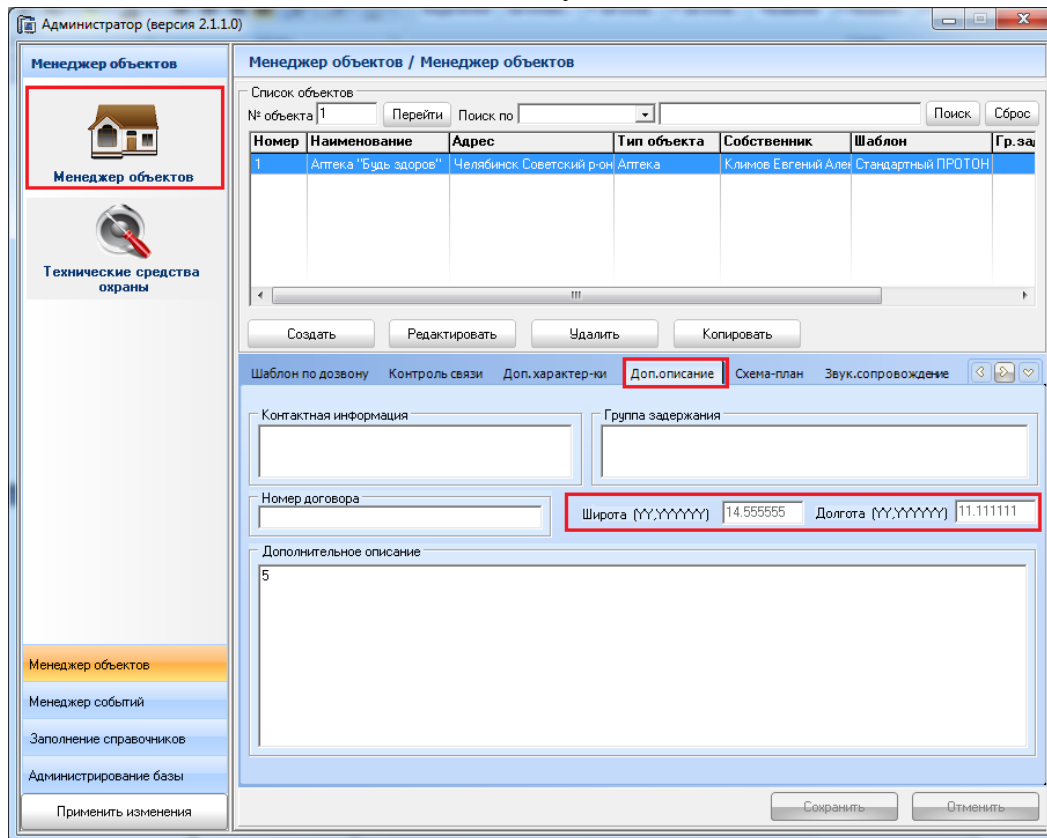 Администратор (версия 2.1.1.0)
Менеджер объектов
Менеджер объектов
Технические средства
охраны
Менеджер объектов
Менеджер событий
Заполнение справочников
Администрирование базы
Применить изменения
Менеджер объектов / Менеджер объектов
Список объектов
№ объекта 1 Перейти Поиск по Поиск Сброс
Номер Наименование Адрес Тип объекта Собственник Шаблон Гр.за
1 Аптека "Будь здоров" Челябинск Советский р-он Аптека Климов Евгений Алек Стандартный ПРОТОН
Создать Редактировать Удалить Копировать
Шаблон по дозвону Контроль связи Доп.характер-ки Доп.описание Схема-план Звук.сопровождение
Контактная информация Группа задержания
Номер договора Широта (YY,YYYYYY) 14.555555 Долгота (YY,YYYYYY) 11.111111
Дополнительное описание
5
Сохранить Отменить